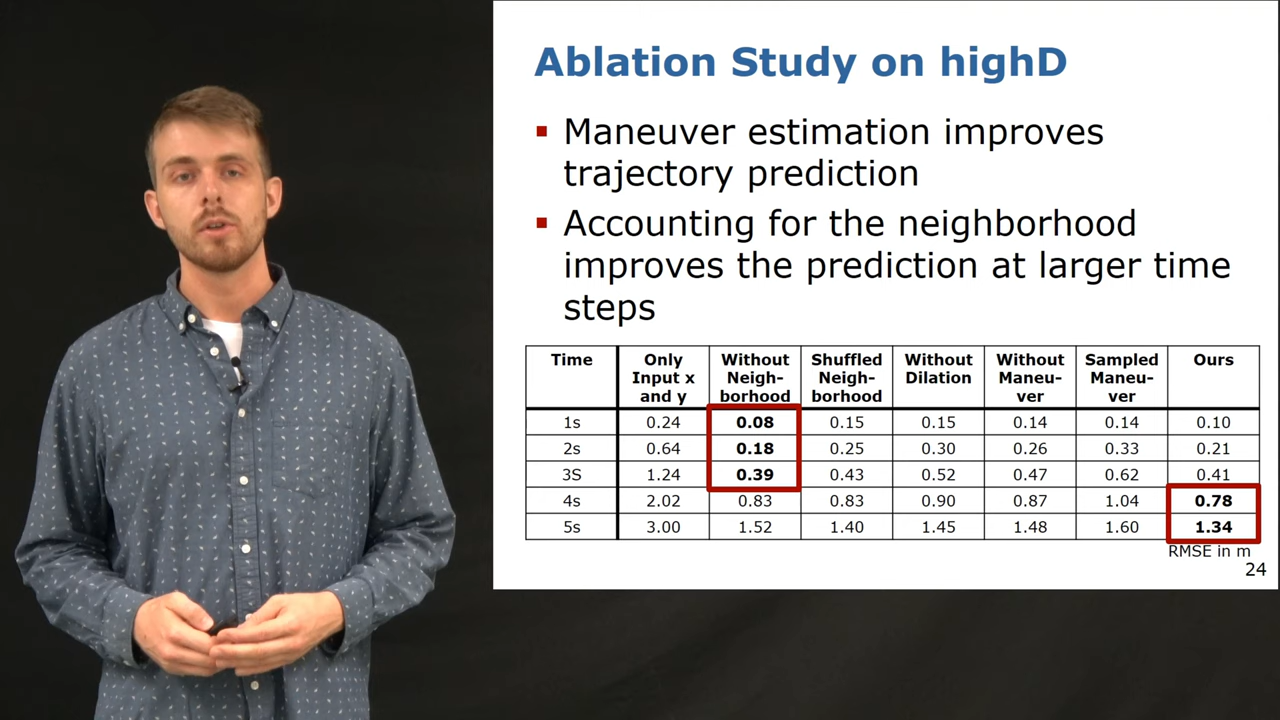 Ablation Study on highD
Maneuver estimation improves
trajectory prediction
Accounting for the neighborhood
improves the prediction at larger time
steps
Time Only Input x and y Without Neigh- borhood Shuffled Neigh- borhood Without Dilation Without Maneu- ver Sampled Maneu- ver Ours
1s 0.24 0.08 0.15 0.15 0.14 0.14 0.10
2s 0.64 0.18 0.25 0.30 0.26 0.33 0.21
3S 1.24 0.39 0.43 0.52 0.47 0.62 0.41
4s 2.02 0.83 0.83 0.90 0.87 1.04 0.78
5s 3.00 1.52 1.40 1.45 1.48 1.60 1.34
RMSE in m
24